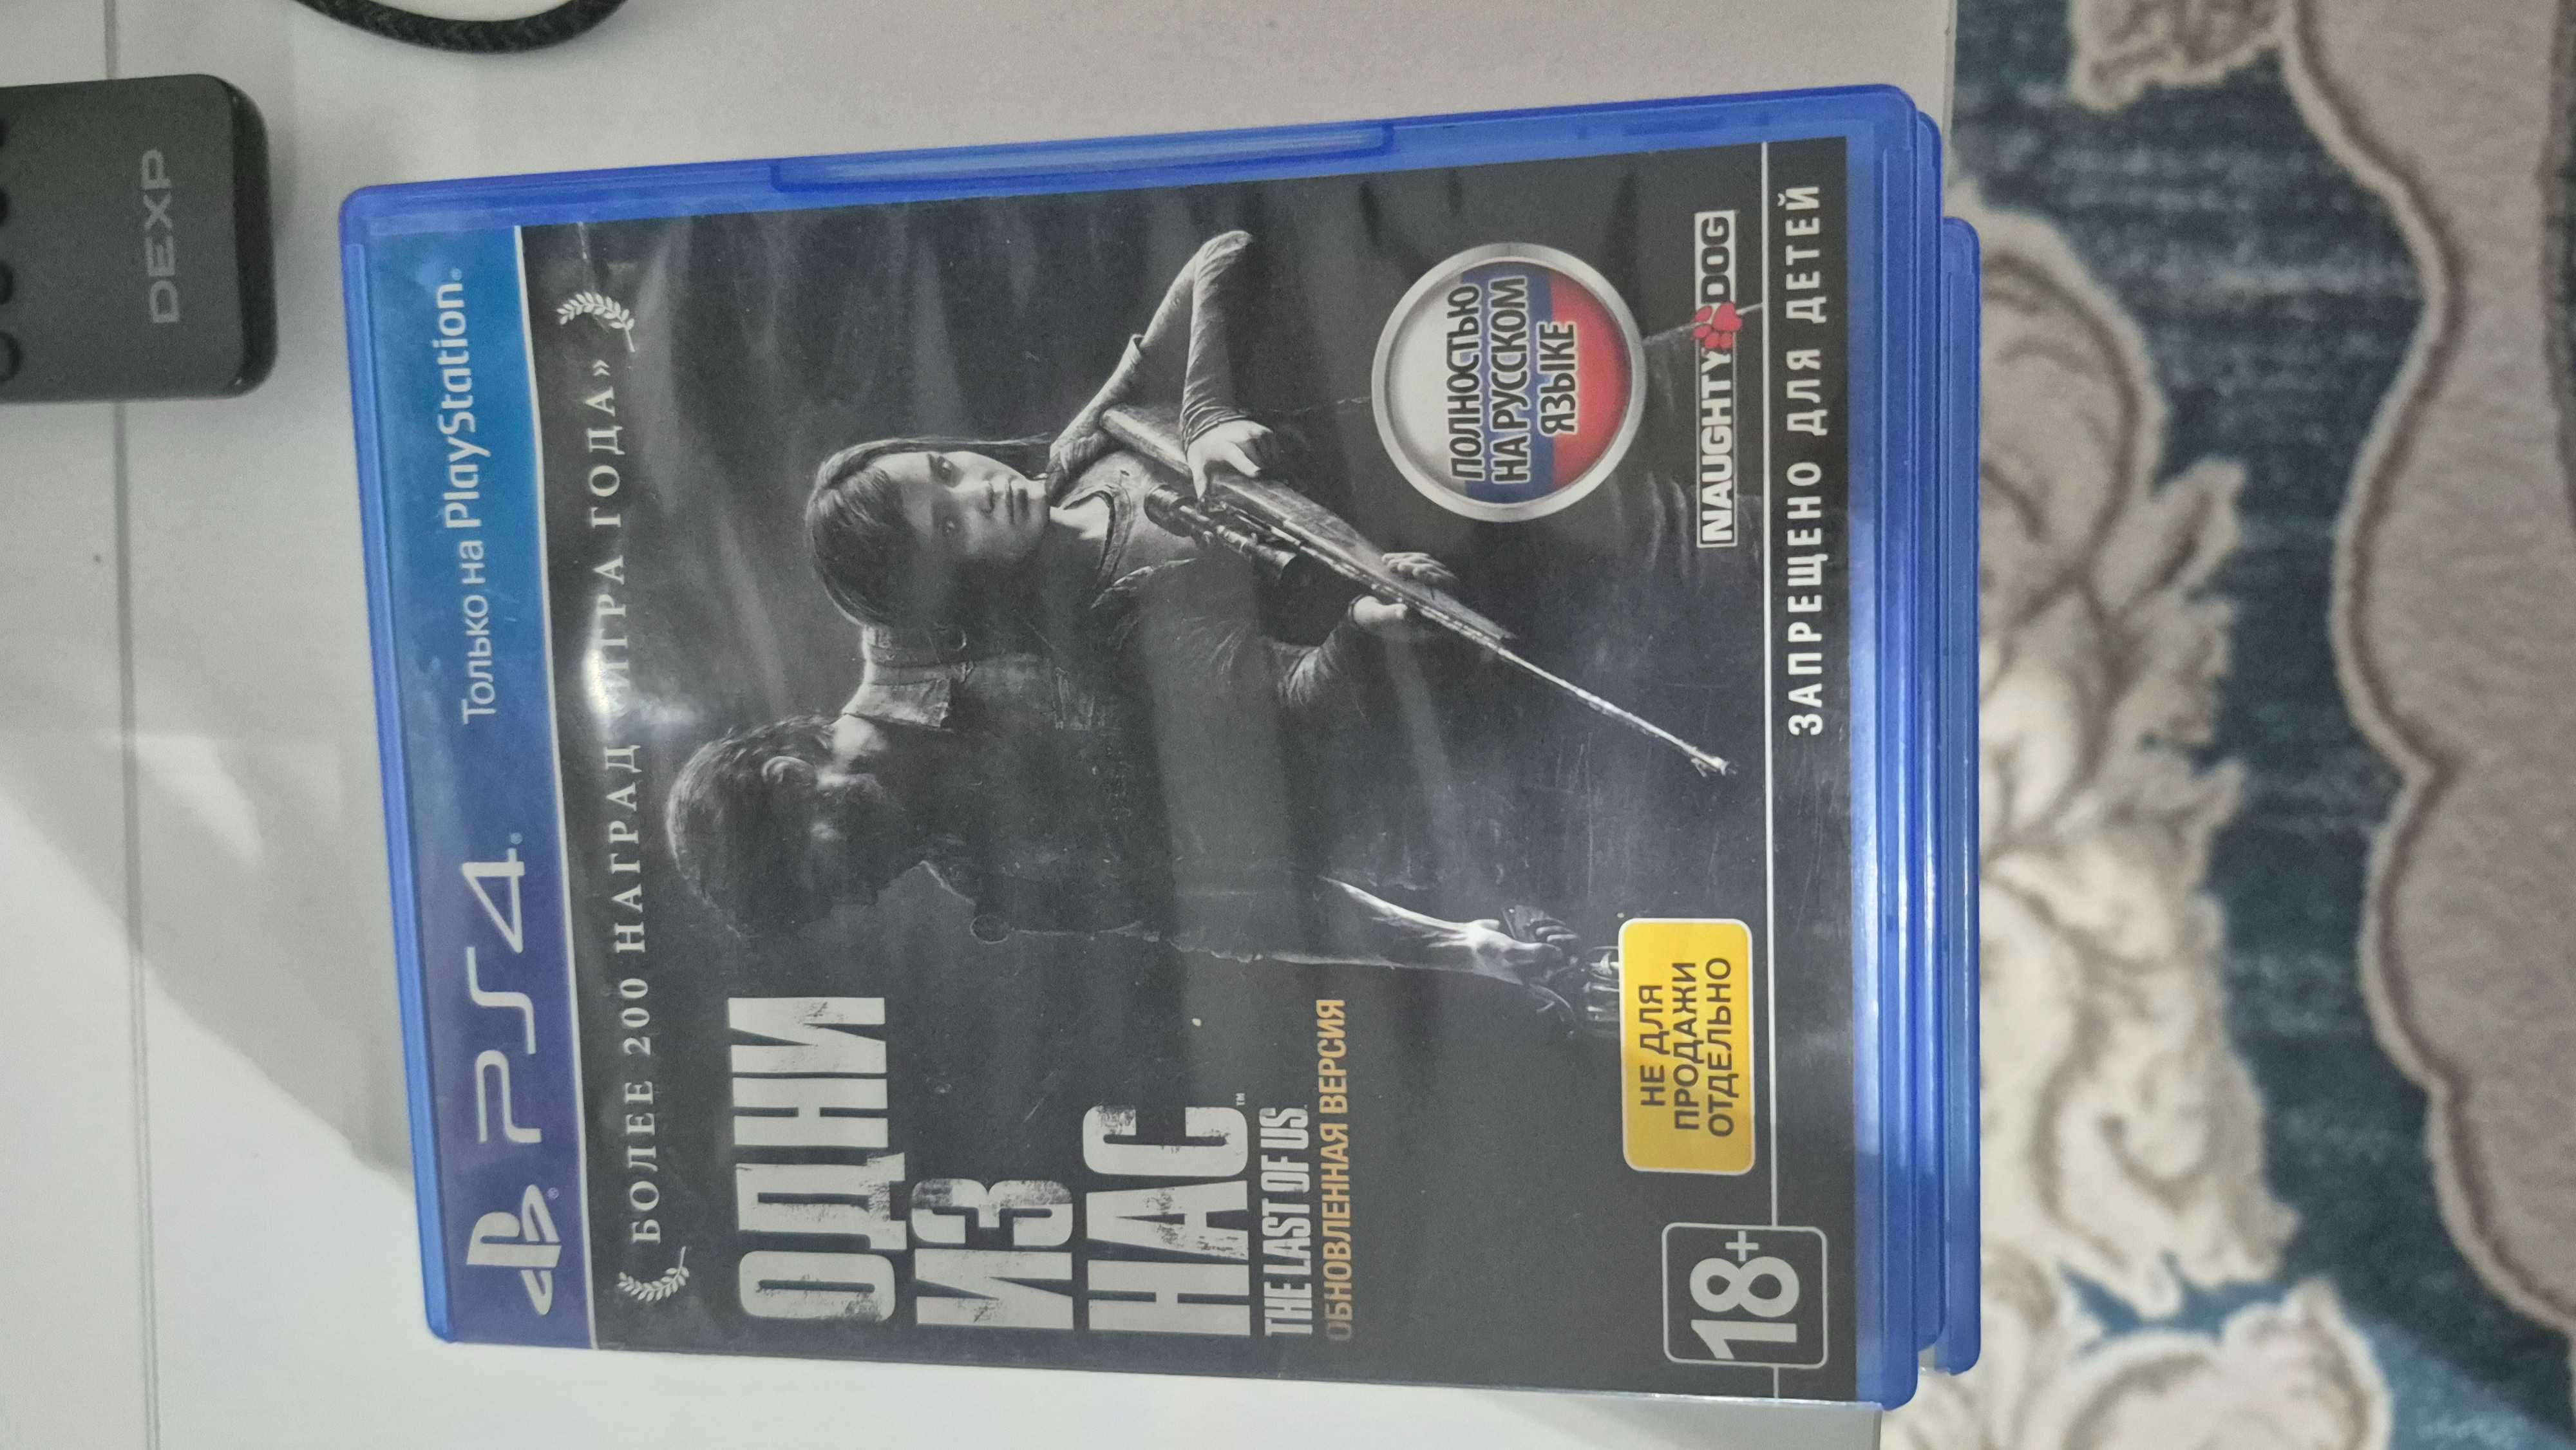 DEXP
PS4
Только на PlayStation
БОЛЕЕ 200 НАГРАД «ИГРА ГОДА»
ОДНИ
ИЗ
НАС™
THE LAST OF US
ОБНОВЛЕННАЯ ВЕРСИЯ
ПОЛНОСТЬЮ
НА РУССКОМ
ЯЗЫКЕ
НЕ ДЛЯ
ПРОДАЖИ
ОТДЕЛЬНО
NAUGHTY DOG
18+
ЗАПРЕЩЕНО ДЛЯ ДЕТЕЙ